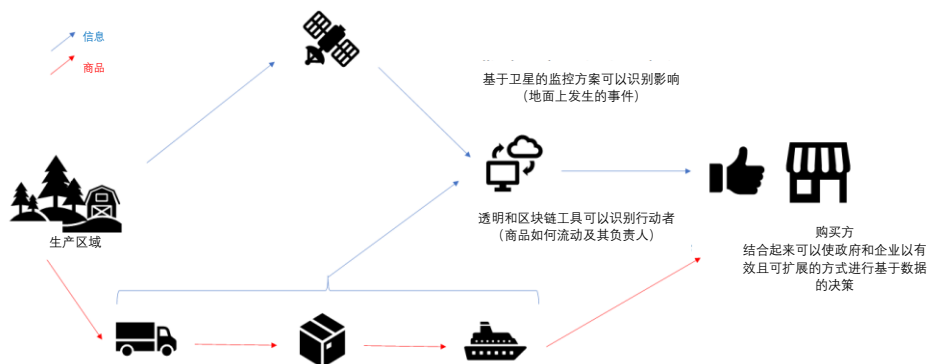 信息
商品
基于卫星的监控方案可以识别影响
（地面上发生的事件）
生产区域
透明和区块链工具可以识别行动者
（商品如何流动及其负责人）
购买方
结合起来可以使政府和企业以有
效且可扩展的方式进行基于数据
的决策